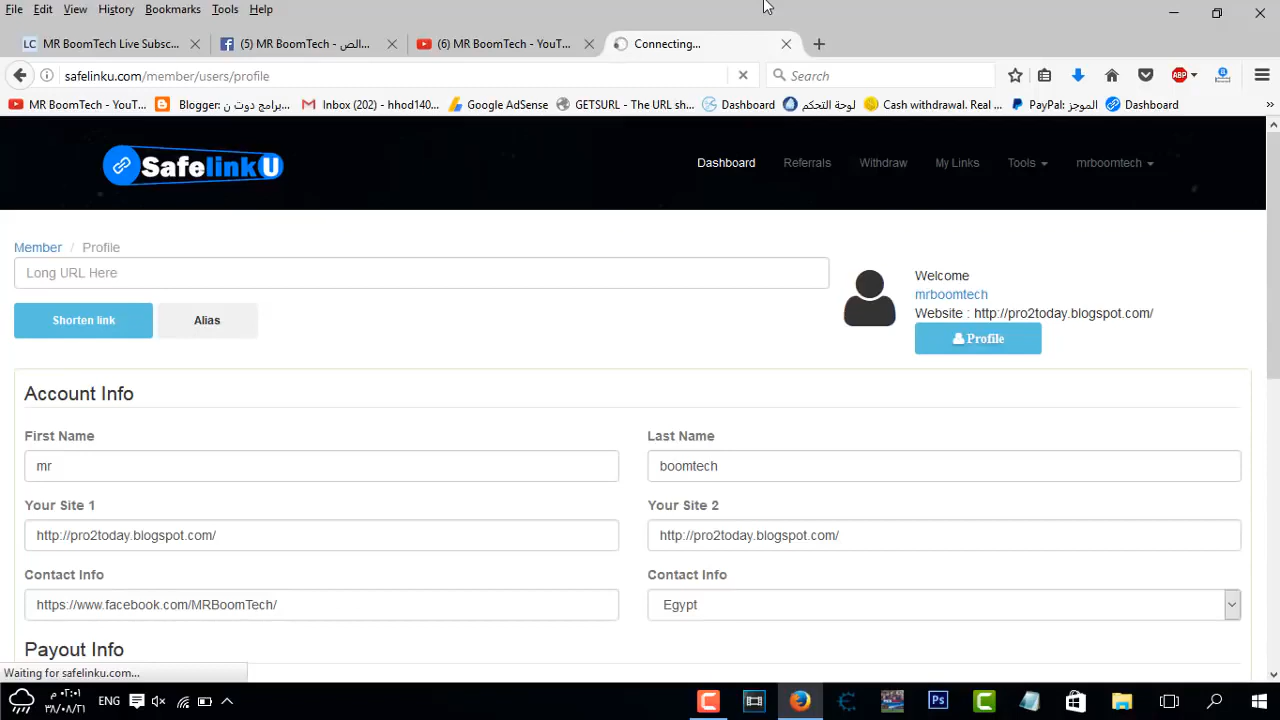 File Edit View History Bookmarks Tools Help
LC MR BoomTech Live Subsc...
(5) MR BoomTech - الص...
(6) MR BoomTech - YouT...
Connecting...
safelinku.com/member/users/profile
Search
ABP
MR BoomTech - YouT...
Blogger: برامج دوت ن...
Inbox (202) - hhod140...
Google AdSense
GETSURL - The URL sh...
Dashboard
لوحة التحكم
Cash withdrawal. Real ...
PayPal: الموجز
Dashboard
»
SafelinkU
Dashboard Referrals Withdraw My Links Tools mrboomtech
Member / Profile
Long URL Here
Shorten link Alias
Welcome
mrboomtech
Website : http://pro2today.blogspot.com/
Profile
Account Info
First Name
mr
Last Name
boomtech
Your Site 1
http://pro2today.blogspot.com/
Your Site 2
http://pro2today.blogspot.com/
Contact Info
https://www.facebook.com/MRBoomTech/
Contact Info
Egypt
Payout Info
Waiting for safelinku.com...
ENG
Ps